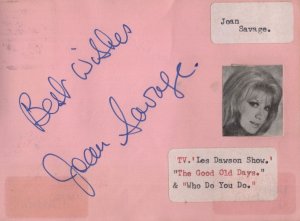 Best Wishes
Joan Savage.
Joan
Savage.
TV.'Les Dawson Show.'
"The Good Old Days."
& "Who Do You Do."